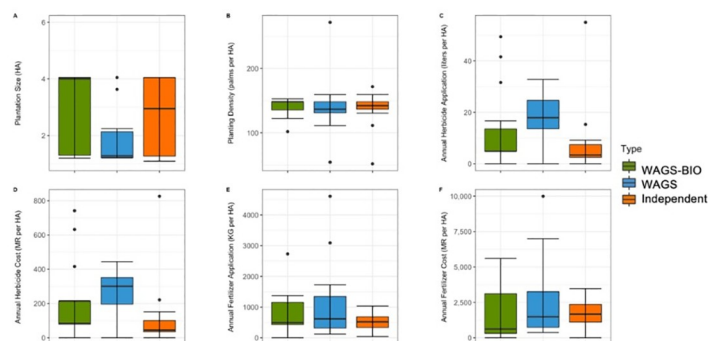 A
Plantation Size (HA)
6
4
2
B
Planting Density (palms per HA)
150
100
C
Annual Herbicide Application (liters per HA)
40
20
0
D
Annual Herbicide Cost (MR per HA)
800
600
400
200
0
E
Annual Fertilizer Application (KG per HA)
4000
3000
2000
1000
0
F
Annual Fertilizer Cost (MR per HA)
10,000
7,500
5,000
2,500
0
Type
WAGS-BIO
WAGS
Independent